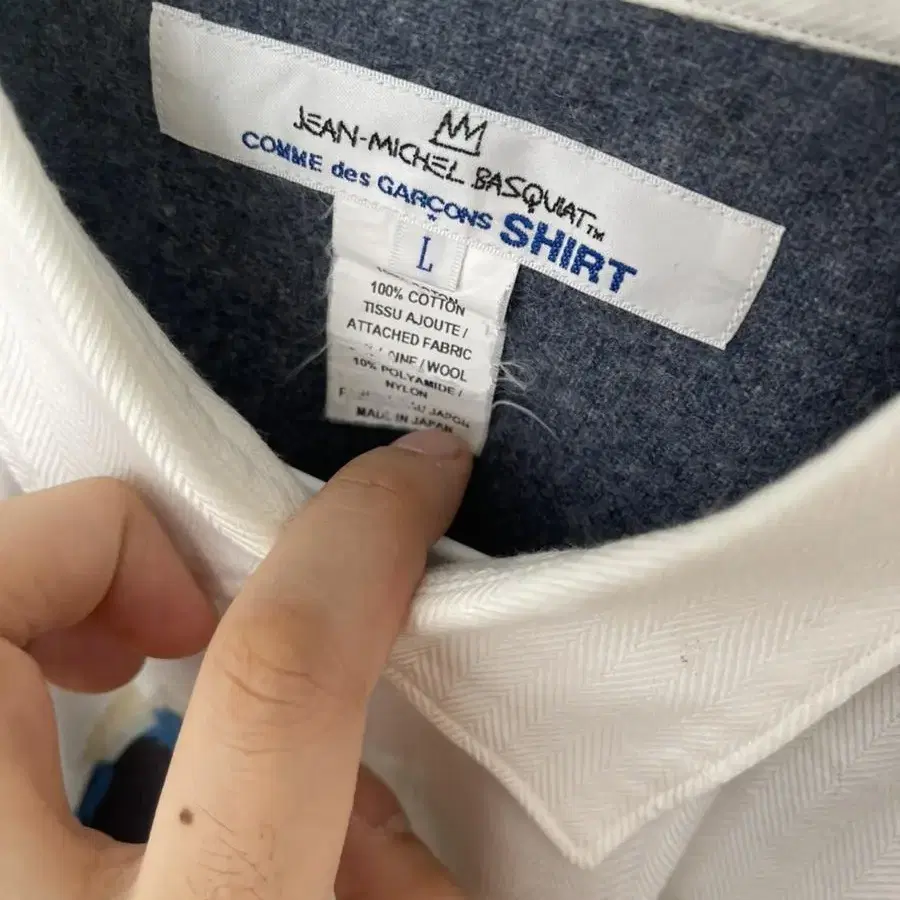 JEAN-MICHEL BASQUIAT™
COMME des GARÇONS SHIRT
L
100% COTTON
TISSU AJOUTE /
ATTACHED FABRIC
/ WOOL
10% POLYAMIDE /
NYLON
JAPON
MADE IN JAPAN